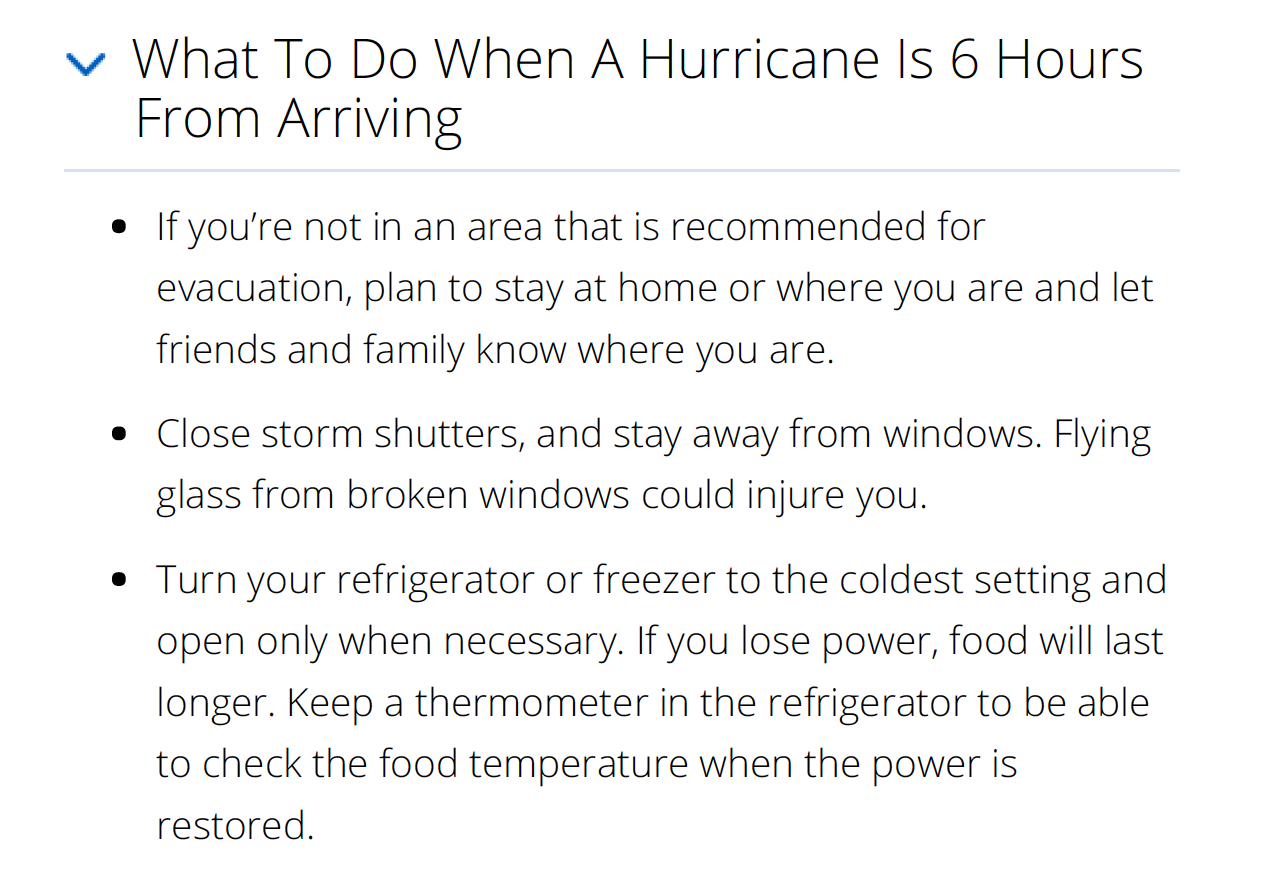 What To Do When A Hurricane Is 6 Hours
From Arriving
• If you’re not in an area that is recommended for
evacuation, plan to stay at home or where you are and let
friends and family know where you are.
• Close storm shutters, and stay away from windows. Flying
glass from broken windows could injure you.
• Turn your refrigerator or freezer to the coldest setting and
open only when necessary. If you lose power, food will last
longer. Keep a thermometer in the refrigerator to be able
to check the food temperature when the power is
restored.